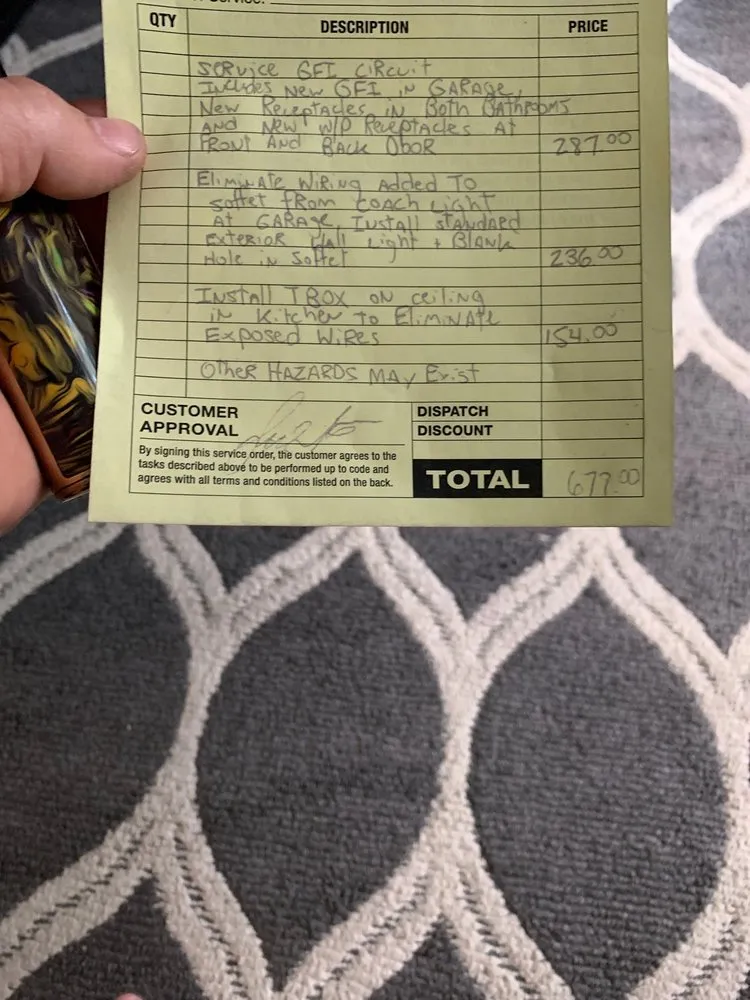 QTY DESCRIPTION PRICE
SERVICE GFI CIRCUIT
INCLUDES NEW GFI IN GARAGE,
NEW RECEPTACLES IN BOTH BATHROOMS
AND NEW W/P RECEPTACLES AT
FRONT AND BACK DOOR 287.00
ELIMINATE WIRING ADDED TO
SOFFET FROM COACH LIGHT
AT GARAGE, INSTALL STANDARD
EXTERIOR WALL LIGHT + BLANK
HOLE IN SOFFET 236.00
INSTALL TBOX ON CEILING
IN KITCHEN TO ELIMINATE
EXPOSED WIRES 154.00
OTHER HAZARDS MAY EXIST
CUSTOMER
APPROVAL
By signing this service order, the customer agrees to the
tasks described above to be performed up to code and
agrees with all terms and conditions listed on the back.
DISPATCH
DISCOUNT
TOTAL 677.00